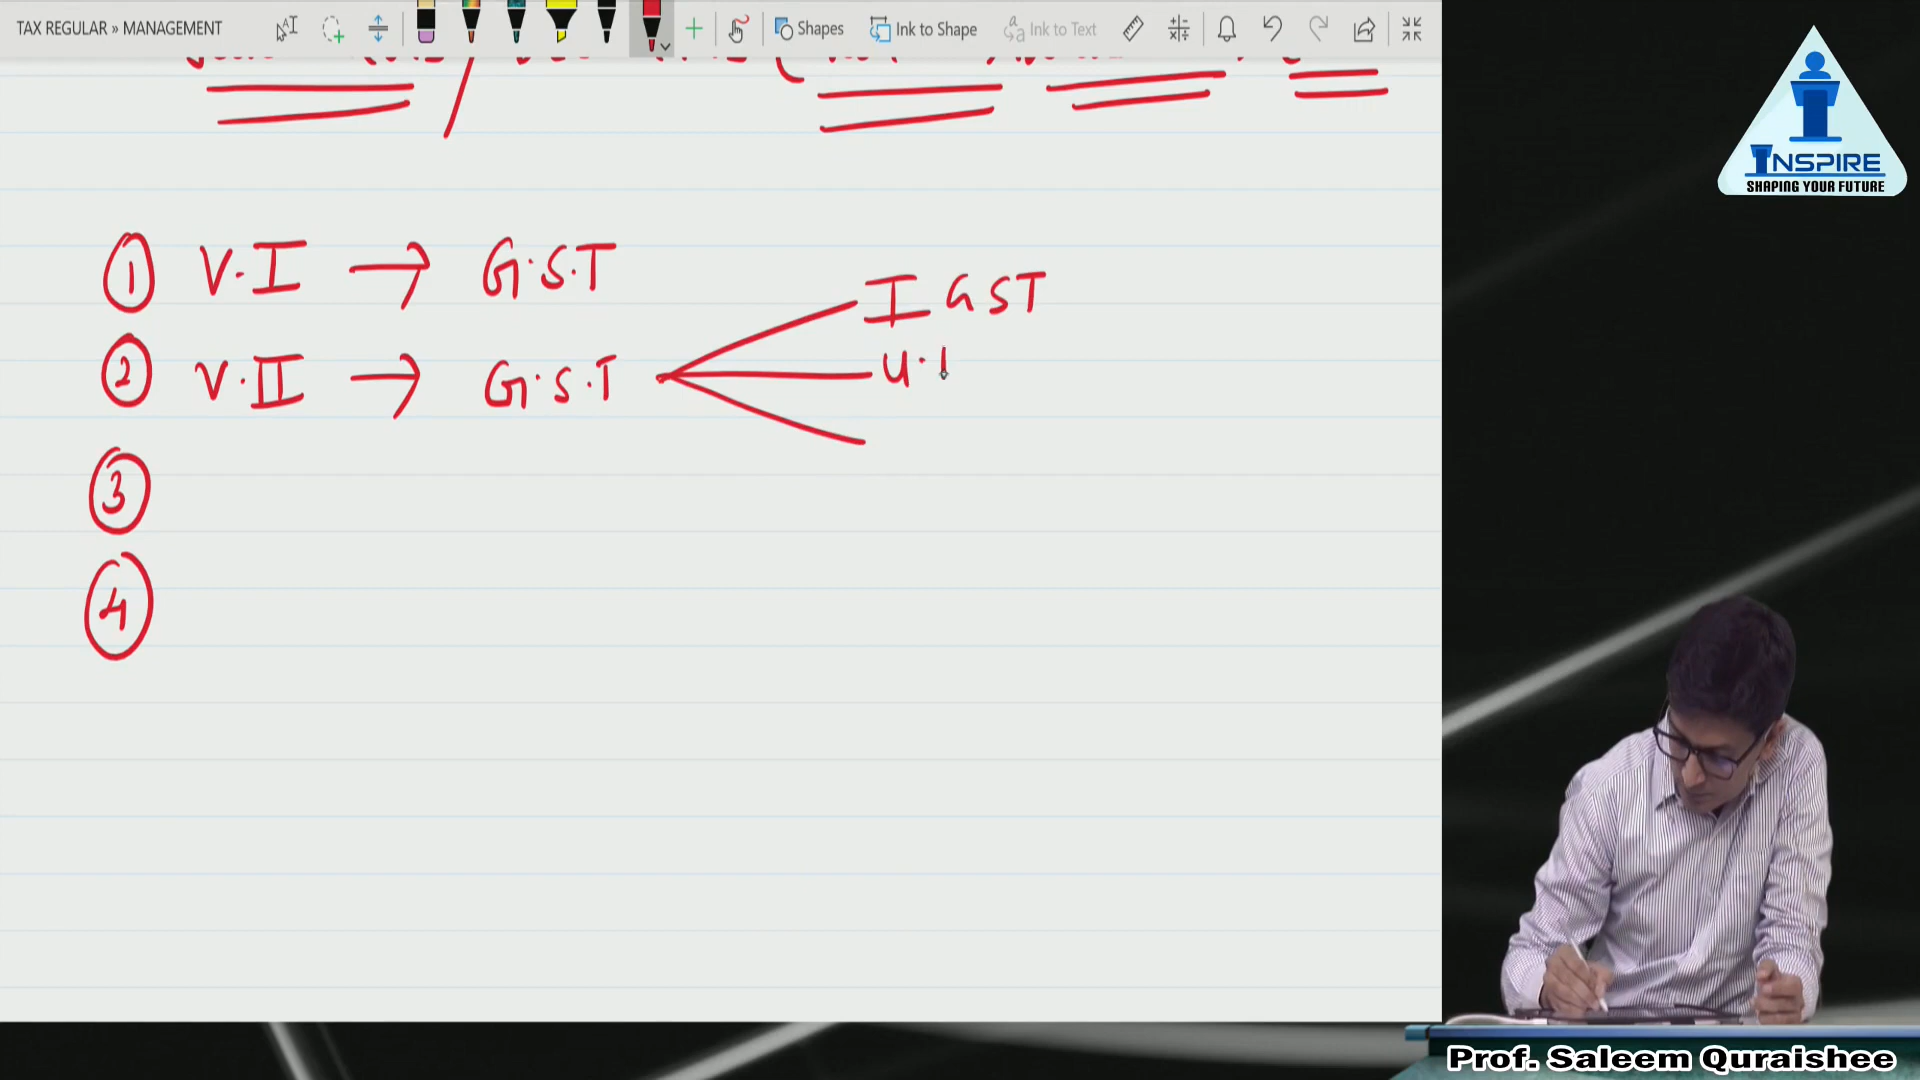 TAX REGULAR » MANAGEMENT
Shapes
Ink to Shape
Ink to Text
INSPIRE
SHAPING YOUR FUTURE
1 V.I → G.S.T
IGST
2 V.II → G.S.T
U.
3
4
Prof. Saleem Quraishee